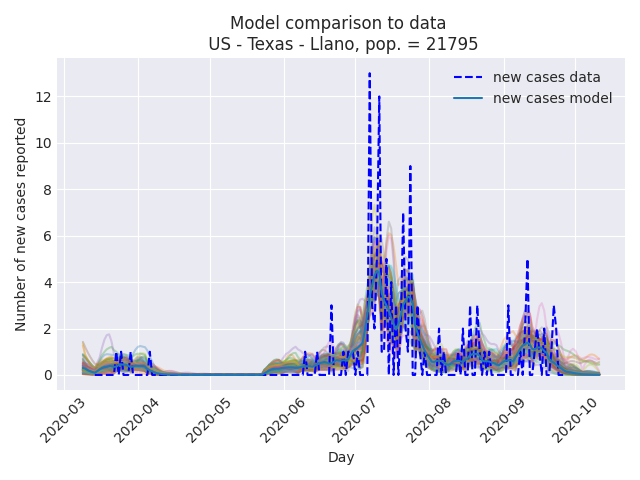 Model comparison to data
US - Texas - Llano, pop. = 21795
new cases data
new cases model
Number of new cases reported
12
10
8
6
4
2
0
2020-03
2020-04
2020-05
2020-06
2020-07
2020-08
2020-09
2020-10
Day